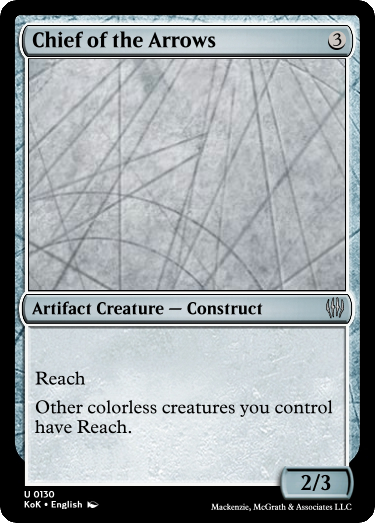 Chief of the Arrows 3
Artifact Creature — Construct
Reach
Other colorless creatures you control
have Reach.
2/3
U 0130
KoK • English
Mackenzie, McGrath & Associates LLC